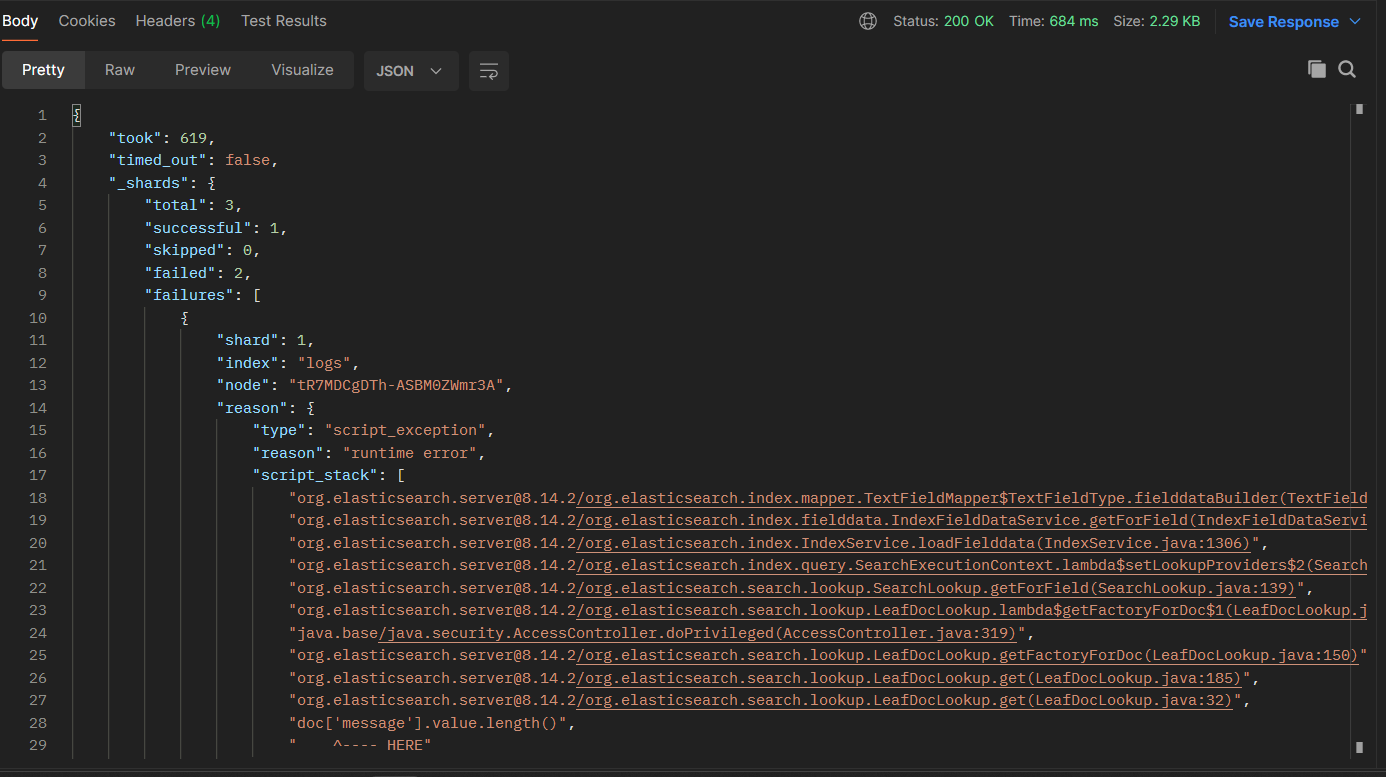 Body Cookies Headers (4) Test Results Status: 200 OK Time: 684 ms Size: 2.29 KB Save Response
Pretty Raw Preview Visualize JSON
1 {
2 "took": 619,
3 "timed_out": false,
4 "_shards": {
5 "total": 3,
6 "successful": 1,
7 "skipped": 0,
8 "failed": 2,
9 "failures": [
10 {
11 "shard": 1,
12 "index": "logs",
13 "node": "tR7MDCgDTh-ASBM0ZWmr3A",
14 "reason": {
15 "type": "script_exception",
16 "reason": "runtime error",
17 "script_stack": [
18 "org.elasticsearch.server@8.14.2/org.elasticsearch.index.mapper.TextFieldMapper$TextFieldType.fielddataBuilder(TextField
19 "org.elasticsearch.server@8.14.2/org.elasticsearch.index.fielddata.IndexFieldDataService.getForField(IndexFieldDataServi
20 "org.elasticsearch.server@8.14.2/org.elasticsearch.index.IndexService.loadFielddata(IndexService.java:1306)",
21 "org.elasticsearch.server@8.14.2/org.elasticsearch.index.query.SearchExecutionContext.lambda$setLookupProviders$2(Search
22 "org.elasticsearch.server@8.14.2/org.elasticsearch.search.lookup.SearchLookup.getForField(SearchLookup.java:139)",
23 "org.elasticsearch.server@8.14.2/org.elasticsearch.search.lookup.LeafDocLookup.lambda$getFactoryForDoc$1(LeafDocLookup.j
24 "java.base/java.security.AccessController.doPrivileged(AccessController.java:319)",
25 "org.elasticsearch.server@8.14.2/org.elasticsearch.search.lookup.LeafDocLookup.getFactoryForDoc(LeafDocLookup.java:150)"
26 "org.elasticsearch.server@8.14.2/org.elasticsearch.search.lookup.LeafDocLookup.get(LeafDocLookup.java:185)",
27 "org.elasticsearch.server@8.14.2/org.elasticsearch.search.lookup.LeafDocLookup.get(LeafDocLookup.java:32)",
28 "doc['message'].value.length()",
29 "    ^---- HERE"